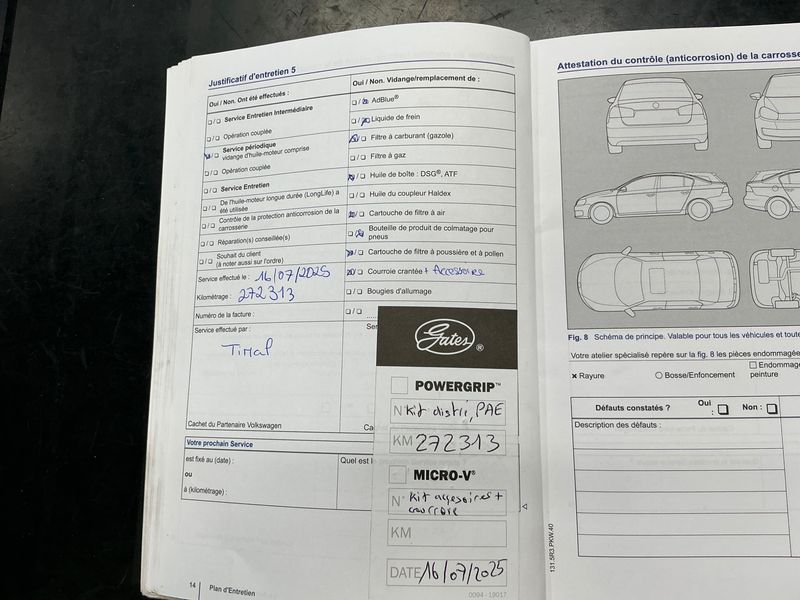 Justificatif d'entretien 5
Oui / Non. Ont été effectués :
Service Entretien Intermédiaire
Opération couplée
Service périodique
vidange d'huile-moteur comprise
Opération couplée
Service Entretien
De l'huile-moteur longue durée (LongLife) a
été utilisée
Contrôle de la protection anticorrosion de la
carrosserie
Réparation(s) conseillée(s)
Souhait du client
(à noter aussi sur l'ordre)
Service effectué le : 16/07/2025
Kilométrage : 272313
Numéro de la facture :
Service effectué par :
Cachet du Partenaire Volkswagen
Votre prochain Service
est fixé au (date) :
ou
à (kilométrage) :
14
Plan d'Entretien
Oui / Non. Vidange/remplacement de :
AdBlue®
Liquide de frein
Filtre à carburant (gazole)
Filtre à gaz
Huile de boîte : DSG®, ATF
Huile du coupleur Haldex
Cartouche de filtre à air
Bouteille de produit de colmatage pour
pneus
Cartouche de filtre à poussière et à pollen
Courroie crantée + Accessoire
Bougies d'allumage
Quel est
Gates®
POWERGRIP™
N° Kit distri, PAE
KM 272313
MICRO-V®
N° Kit accessoires +
courroie
KM
DATE 16/07/2025
0094 - 19017
Attestation du contrôle (anticorrosion) de la carrosse
Fig. 8 Schéma de principe. Valable pour tous les véhicules et toute
Votre atelier spécialisé repère sur la fig. 8 les pièces endommagée
× Rayure
Bosse/Enfoncement
Endommage
peinture
Défauts constatés ?
Oui :
Non :
Description des défauts :
131.5R3.PKW.40